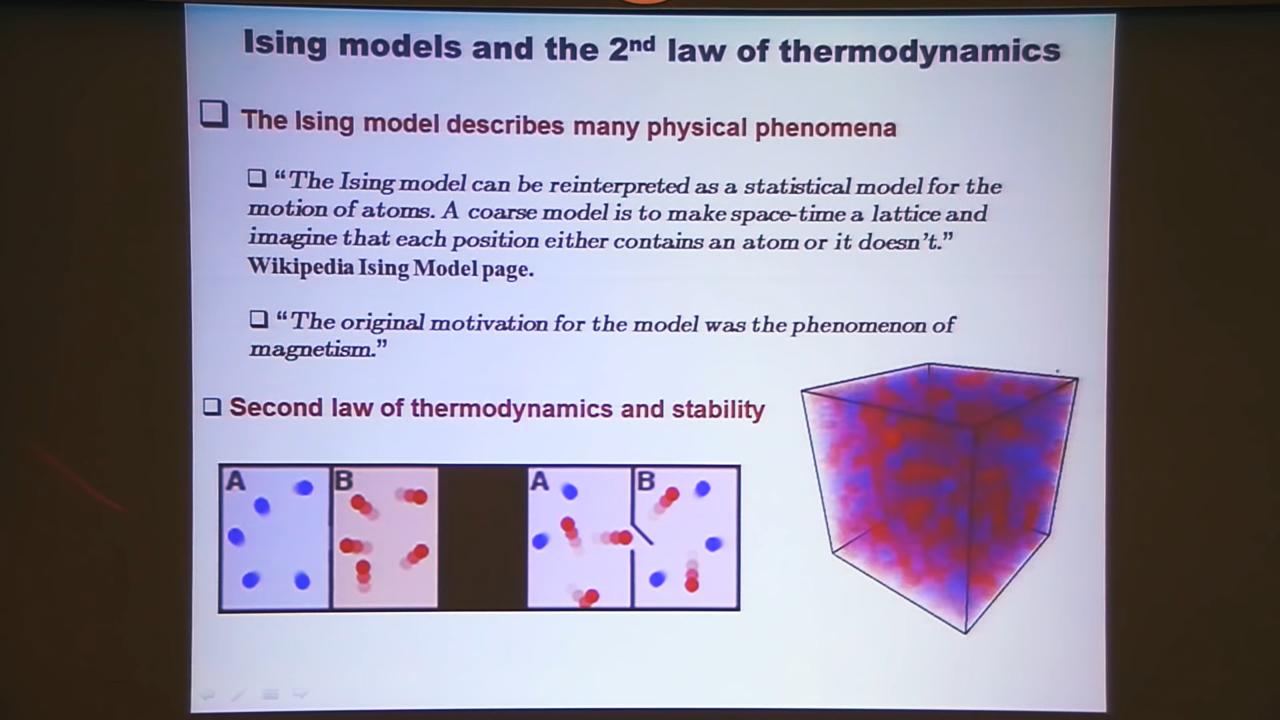 Ising models and the 2nd law of thermodynamics
The Ising model describes many physical phenomena
“The Ising model can be reinterpreted as a statistical model for the
motion of atoms. A coarse model is to make space-time a lattice and
imagine that each position either contains an atom or it doesn’t.”
Wikipedia Ising Model page.
“The original motivation for the model was the phenomenon of
magnetism.”
Second law of thermodynamics and stability
A B A B